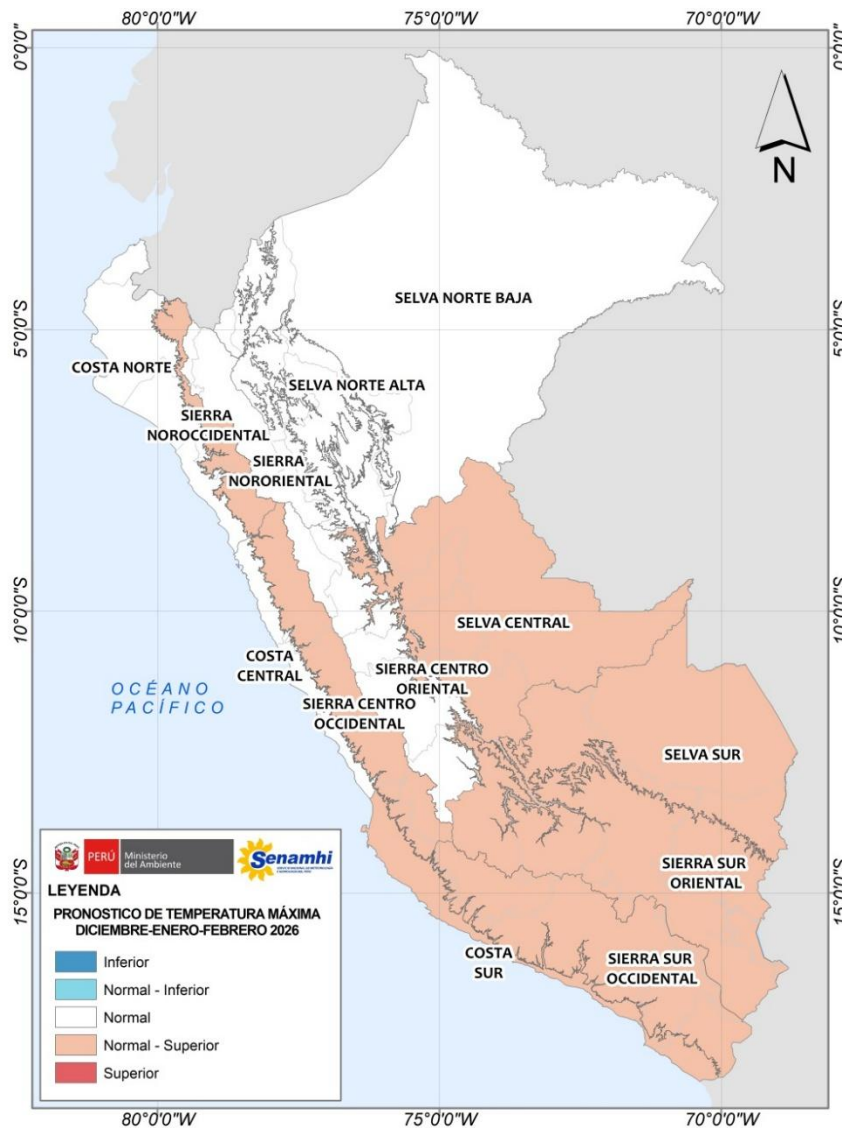 80°0'0"W
75°0'0"W
70°0'0"W
0°0'0"
0°0'0"
N
SELVA NORTE BAJA
5°0'0"S
5°0'0"S
COSTA NORTE
SELVA NORTE ALTA
SIERRA
NOROCCIDENTAL
SIERRA
NORORIENTAL
10°0'0"S
10°0'0"S
SELVA CENTRAL
COSTA
CENTRAL
SIERRA CENTRO
ORIENTAL
OCÉANO
PACÍFICO
SIERRA CENTRO
OCCIDENTAL
SELVA SUR
SIERRA SUR
ORIENTAL
15°0'0"S
15°0'0"S
COSTA
SUR
SIERRA SUR
OCCIDENTAL
PERÚ
Ministerio
del Ambiente
Senamhi
LEYENDA
PRONOSTICO DE TEMPERATURA MÁXIMA
DICIEMBRE-ENERO-FEBRERO 2026
Inferior
Normal - Inferior
Normal
Normal - Superior
Superior
80°0'0"W
75°0'0"W
70°0'0"W